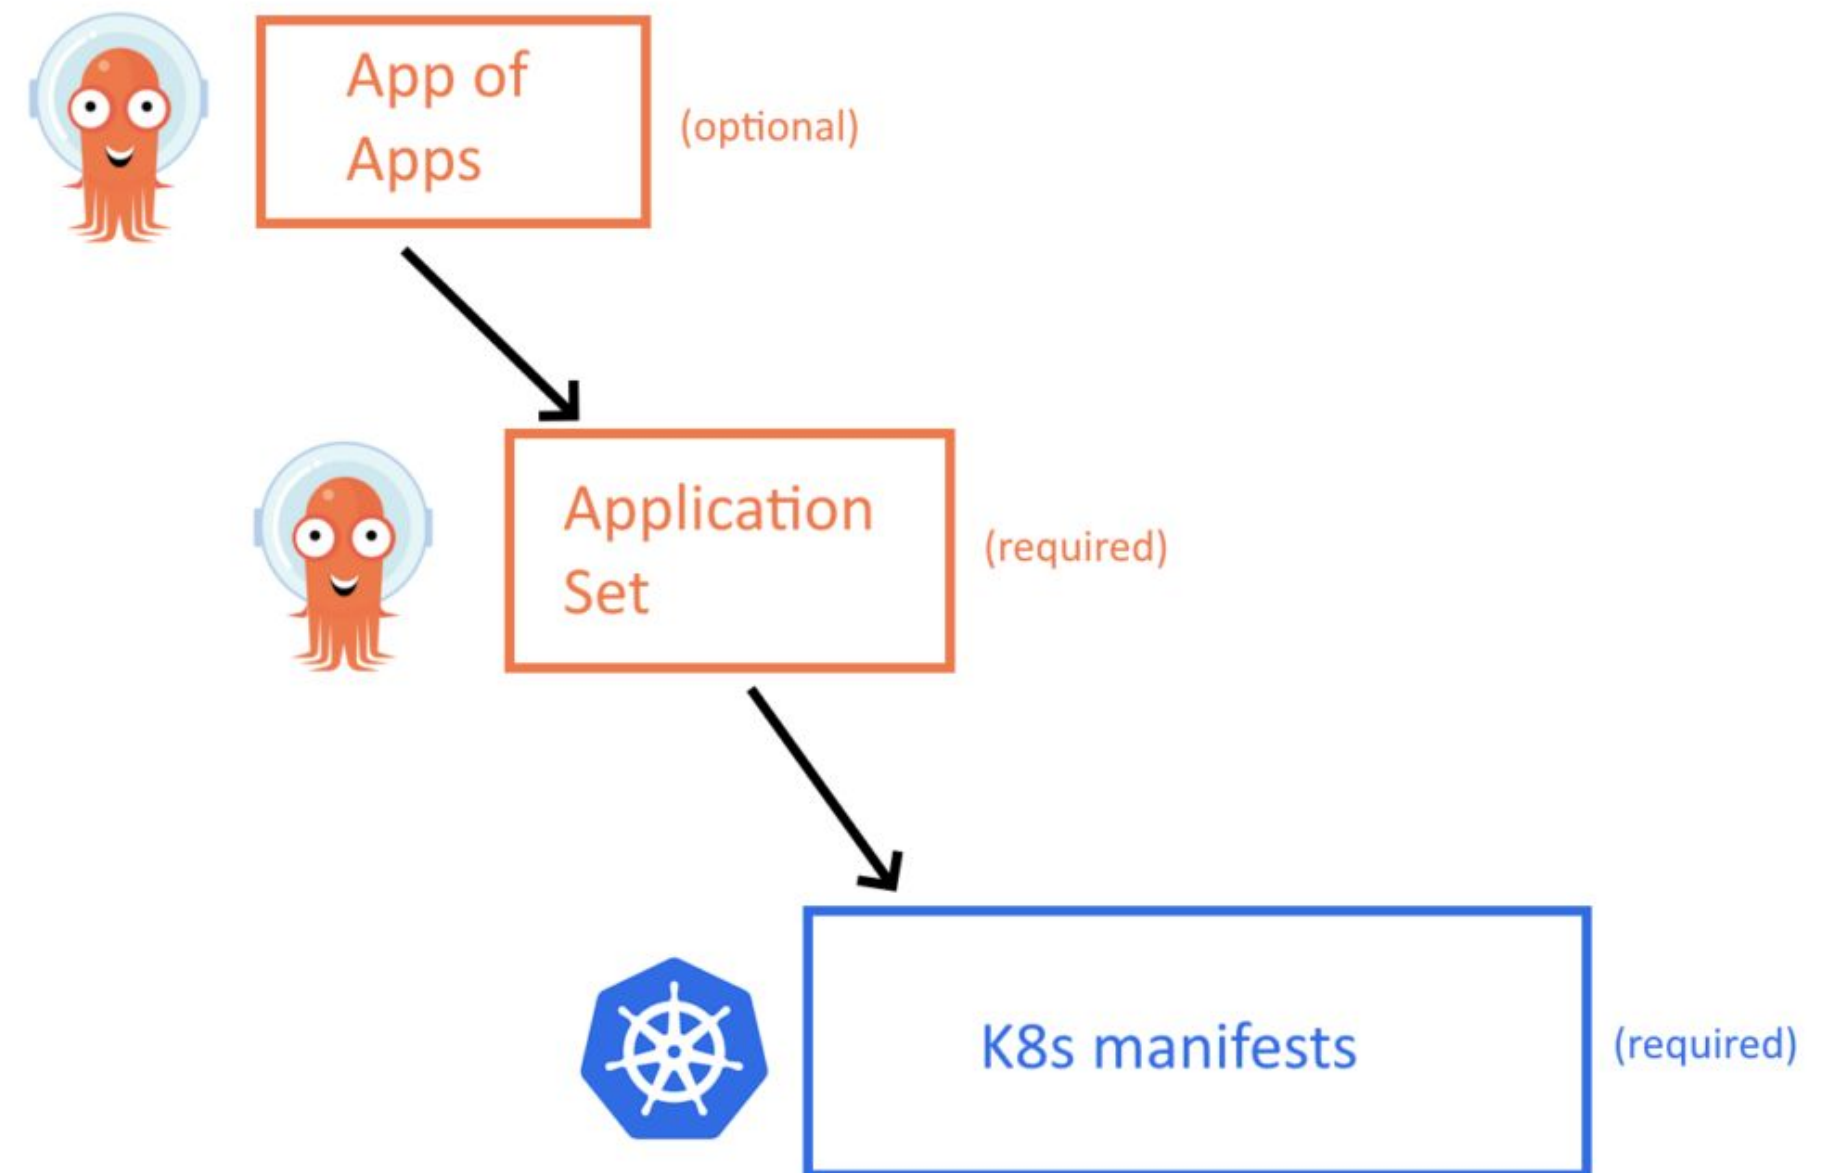 App of
Apps
(optional)
Application
Set
(required)
K8s manifests
(required)